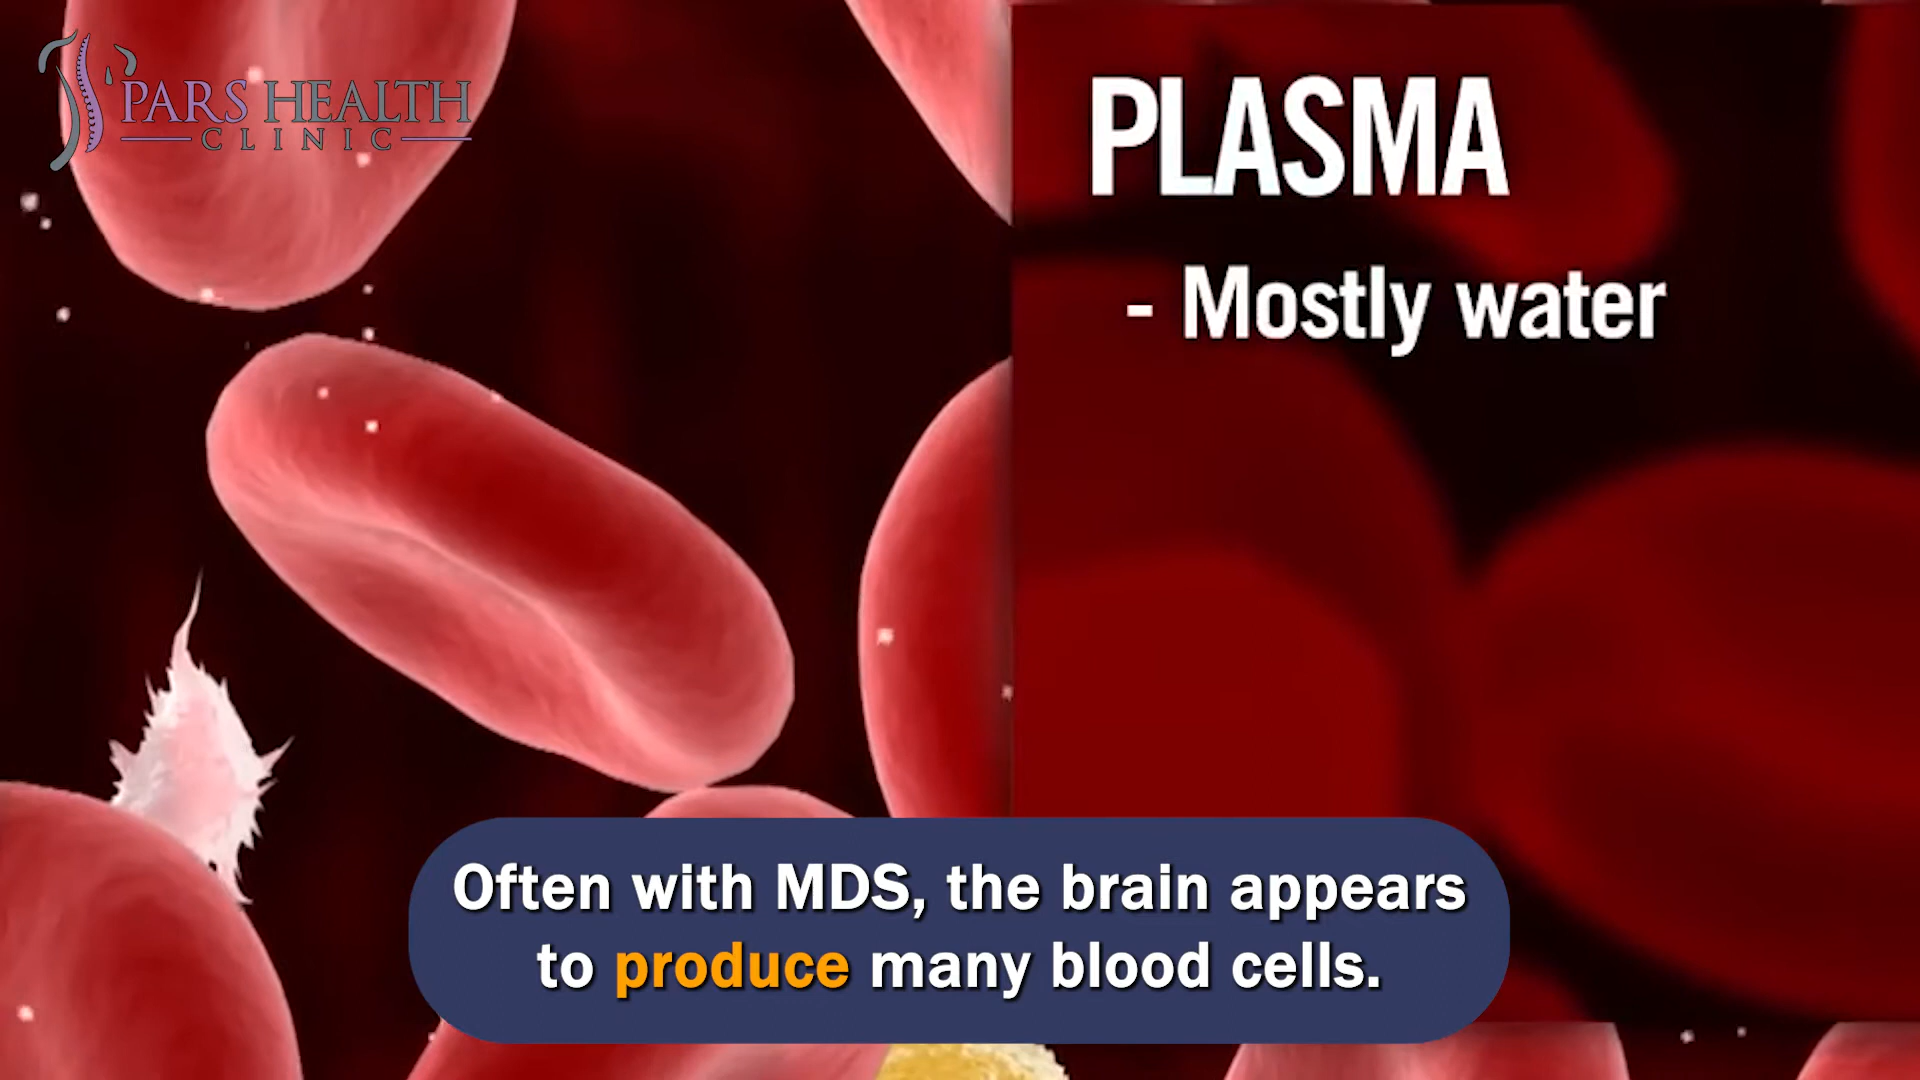 PARS HEALTH
CLINIC
PLASMA
- Mostly water
Often with MDS, the brain appears
to produce many blood cells.